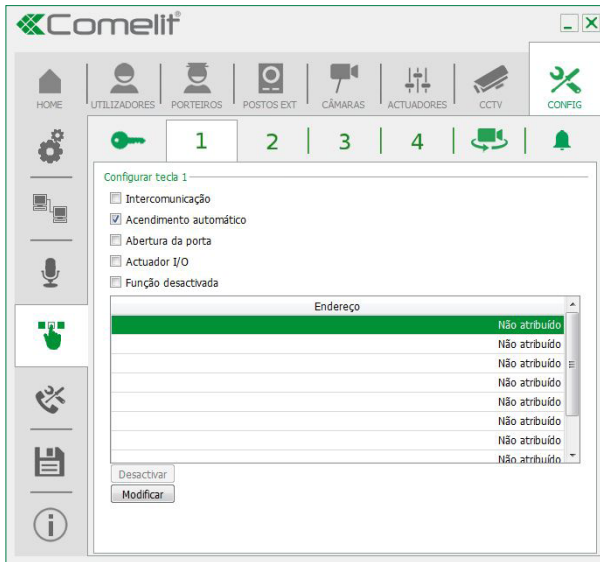 Comelit®
HOME UTILIZADORES PORTEIROS POSTOS EXT CÂMARAS ACTUADORES CCTV CONFIG
1 2 3 4
Configurar tecla 1
Intercomunicação
Acendimento automático
Abertura da porta
Actuador I/O
Função desactivada
Endereço
Não atribuído
Não atribuído
Não atribuído
Não atribuído
Não atribuído
Não atribuído
Não atribuído
Não atribuído
Desactivar
Modificar